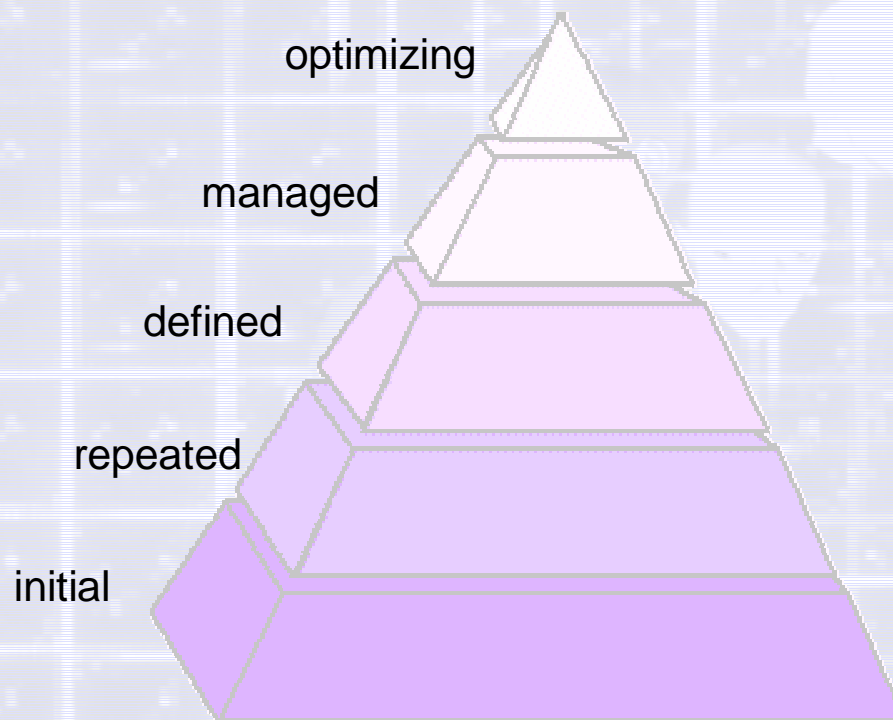 optimizing
managed
defined
repeated
initial